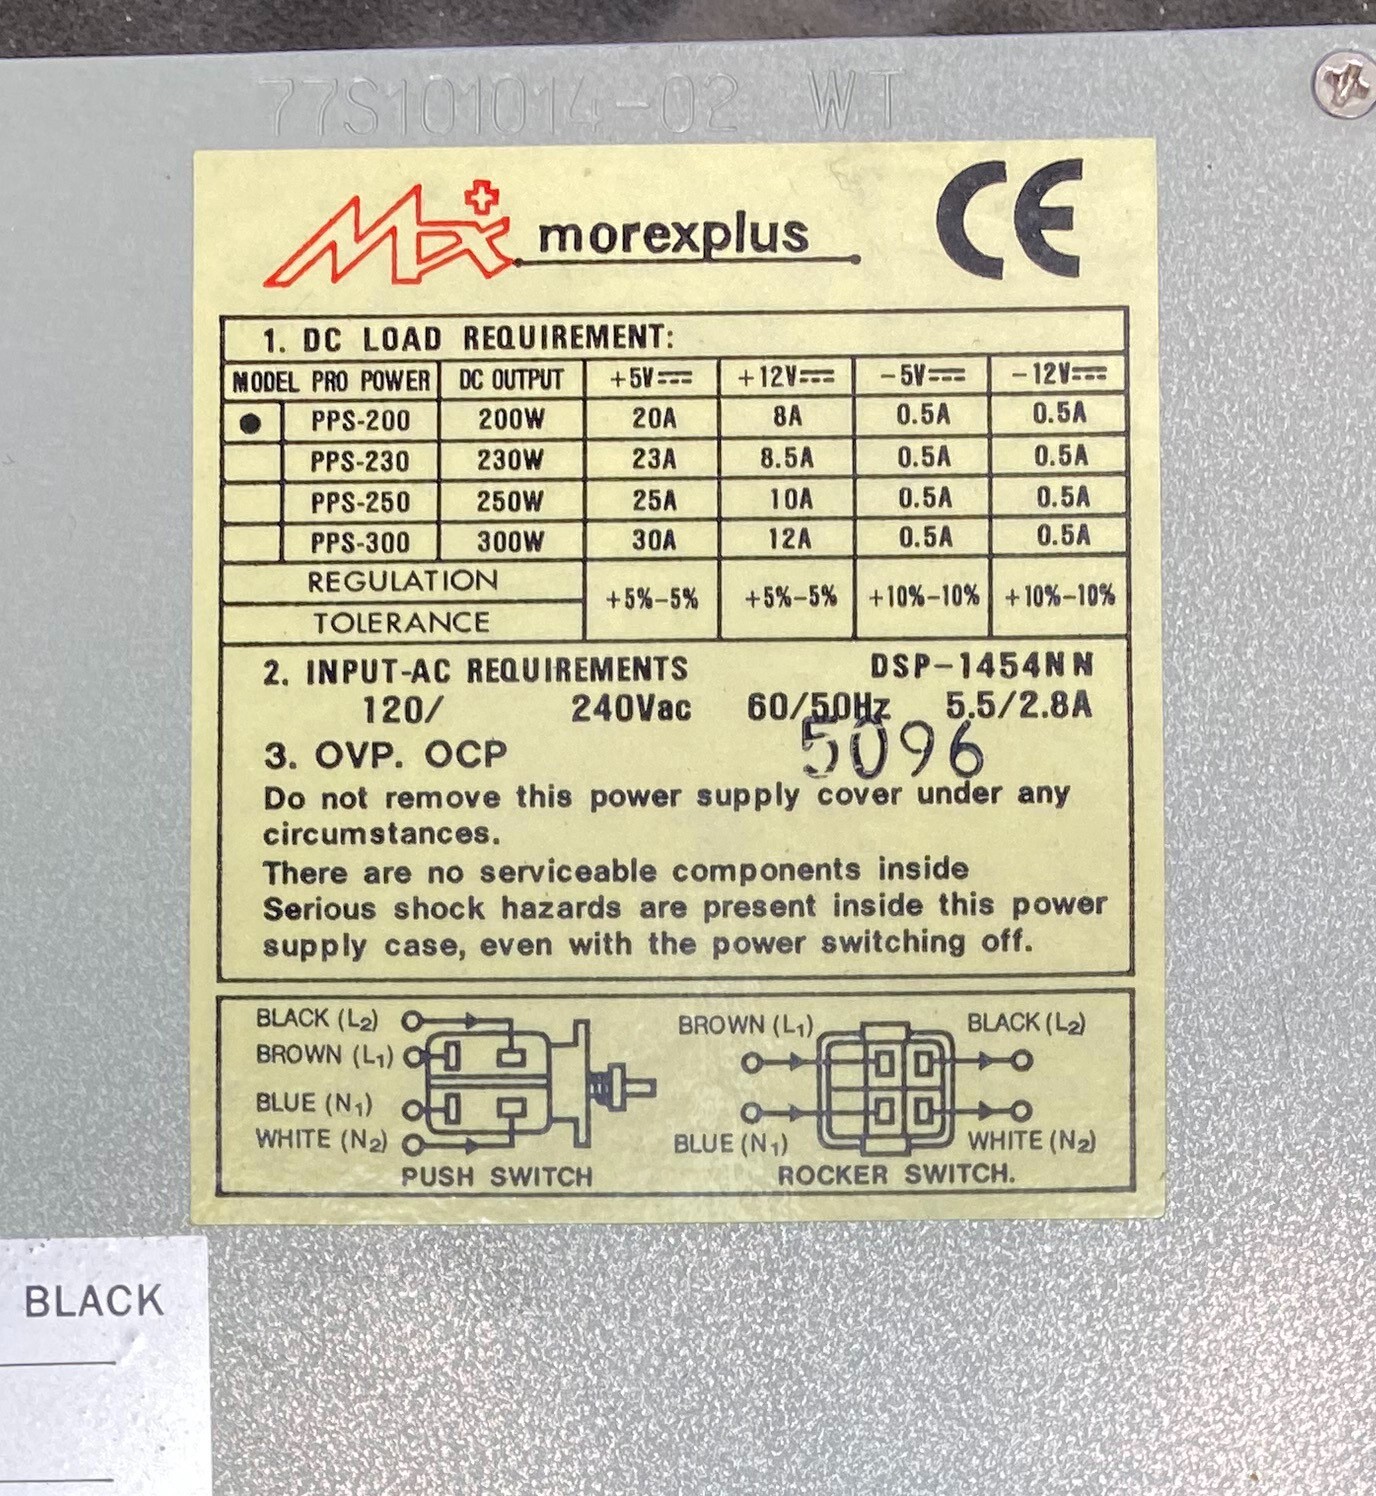 77S101014-02 WT
Mx+ morexplus CE
1. DC LOAD REQUIREMENT:
MODEL PRO POWER DC OUTPUT +5V +12V -5V -12V
● PPS-200 200W 20A 8A 0.5A 0.5A
PPS-230 230W 23A 8.5A 0.5A 0.5A
PPS-250 250W 25A 10A 0.5A 0.5A
PPS-300 300W 30A 12A 0.5A 0.5A
REGULATION
TOLERANCE
+5%-5% +5%-5% +10%-10% +10%-10%
2. INPUT-AC REQUIREMENTS DSP-1454NN
120/ 240Vac 60/50Hz 5.5/2.8A
3. OVP. OCP 5096
Do not remove this power supply cover under any
circumstances.
There are no serviceable components inside
Serious shock hazards are present inside this power
supply case, even with the power switching off.
BLACK (L2)
BROWN (L1)
BLUE (N1)
WHITE (N2)
PUSH SWITCH
BROWN (L1) BLACK (L2)
BLUE (N1) WHITE (N2)
ROCKER SWITCH.
BLACK